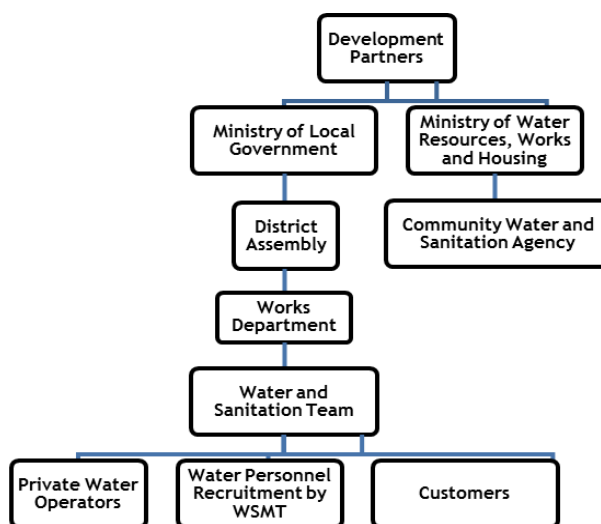 Development
Partners
Ministry of Local
Government
Ministry of Water
Resources, Works
and Housing
District
Assembly
Community Water and
Sanitation Agency
Works
Department
Water and
Sanitation Team
Private Water
Operators
Water Personnel
Recruitment by
WSMT
Customers